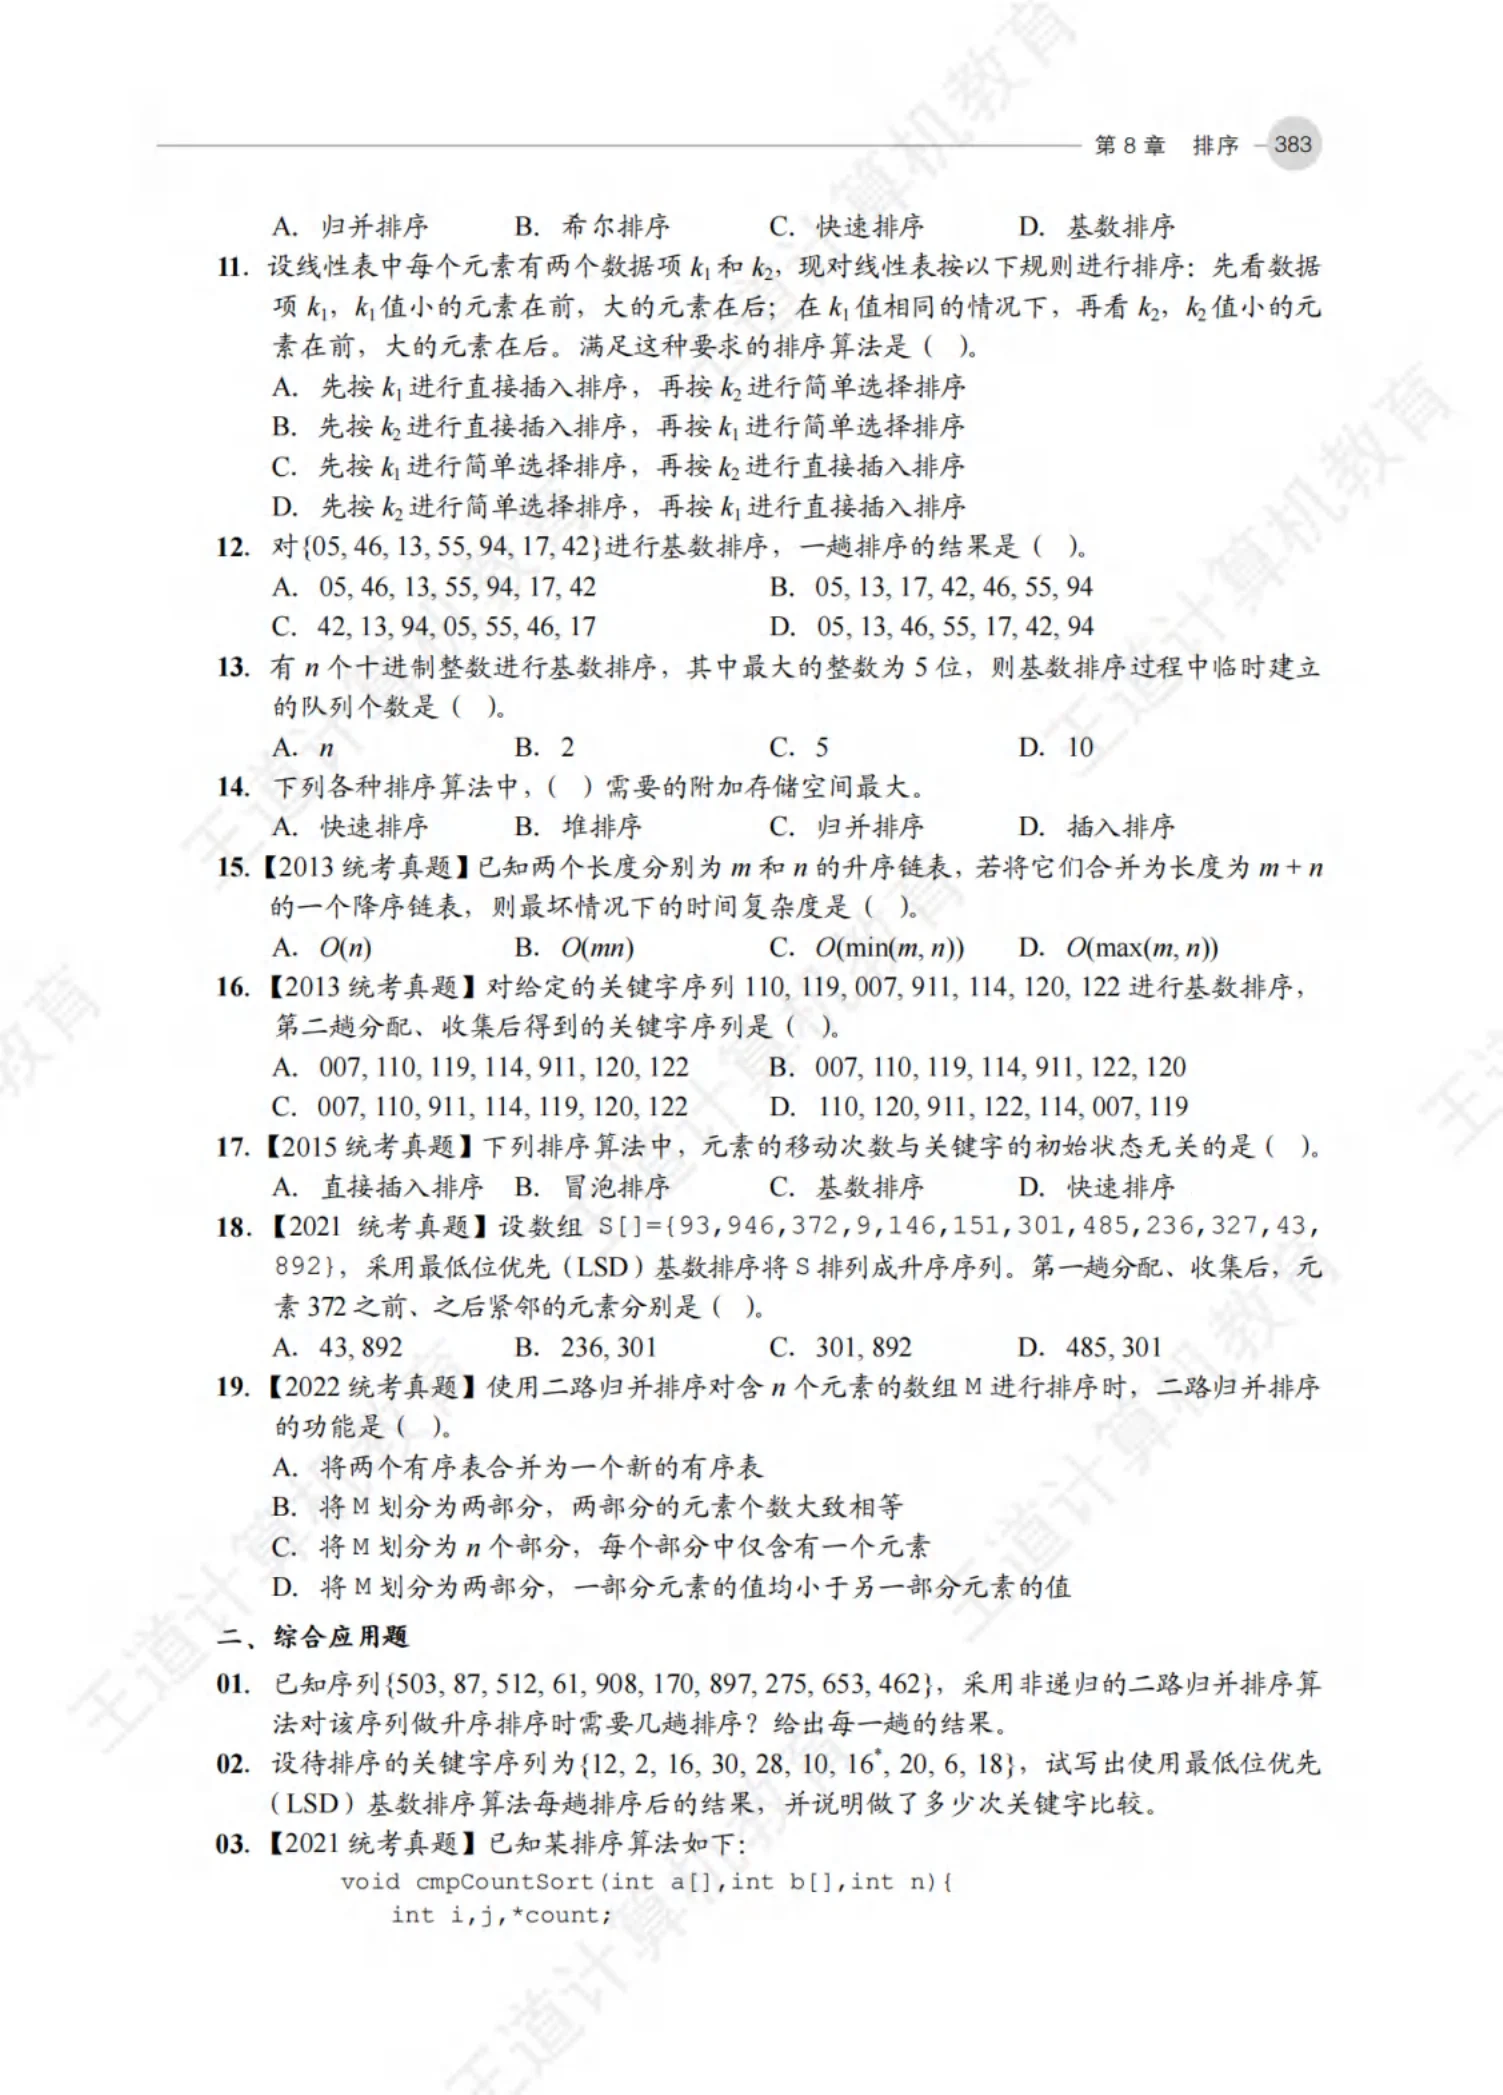 第 8 章 排序 383
A. 归并排序 B. 希尔排序 C. 快速排序 D. 基数排序
11. 设线性表中每个元素有两个数据项 k₁ 和 k₂，现对线性表按以下规则进行排序：先看数据
项 k₁，k₁ 值小的元素在前，大的元素在后；在 k₁ 值相同的情况下，再看 k₂，k₂ 值小的元
素在前，大的元素在后。满足这种要求的排序算法是（ ）。
A. 先按 k₁ 进行直接插入排序，再按 k₂ 进行简单选择排序
B. 先按 k₂ 进行直接插入排序，再按 k₁ 进行简单选择排序
C. 先按 k₁ 进行简单选择排序，再按 k₂ 进行直接插入排序
D. 先按 k₂ 进行简单选择排序，再按 k₁ 进行直接插入排序
12. 对{05, 46, 13, 55, 94, 17, 42}进行基数排序，一趟排序的结果是（ ）。
A. 05, 46, 13, 55, 94, 17, 42 B. 05, 13, 17, 42, 46, 55, 94
C. 42, 13, 94, 05, 55, 46, 17 D. 05, 13, 46, 55, 17, 42, 94
13. 有 n 个十进制整数进行基数排序，其中最大的整数为 5 位，则基数排序过程中临时建立
的队列个数是（ ）。
A. n B. 2 C. 5 D. 10
14. 下列各种排序算法中，（ ）需要的附加存储空间最大。
A. 快速排序 B. 堆排序 C. 归并排序 D. 插入排序
15.【2013 统考真题】已知两个长度分别为 m 和 n 的升序链表，若将它们合并为长度为 m + n
的一个降序链表，则最坏情况下的时间复杂度是（ ）。
A. O(n) B. O(mn) C. O(min(m, n)) D. O(max(m, n))
16.【2013 统考真题】对给定的关键字序列 110, 119, 007, 911, 114, 120, 122 进行基数排序，
第二趟分配、收集后得到的关键字序列是（ ）。
A. 007, 110, 119, 114, 911, 120, 122 B. 007, 110, 119, 114, 911, 122, 120
C. 007, 110, 911, 114, 119, 120, 122 D. 110, 120, 911, 122, 114, 007, 119
17.【2015 统考真题】下列排序算法中，元素的移动次数与关键字的初始状态无关的是（ ）。
A. 直接插入排序 B. 冒泡排序 C. 基数排序 D. 快速排序
18.【2021 统考真题】设数组 S[]={93,946,372,9,146,151,301,485,236,327,43,
892}，采用最低位优先（LSD）基数排序将 S 排列成升序序列。第一趟分配、收集后，元
素 372 之前、之后紧邻的元素分别是（ ）。
A. 43, 892 B. 236, 301 C. 301, 892 D. 485, 301
19.【2022 统考真题】使用二路归并排序对含 n 个元素的数组 M 进行排序时，二路归并排序
的功能是（ ）。
A. 将两个有序表合并为一个新的有序表
B. 将 M 划分为两部分，两部分的元素个数大致相等
C. 将 M 划分为 n 个部分，每个部分中仅含有一个元素
D. 将 M 划分为两部分，一部分元素的值均小于另一部分元素的值
二、综合应用题
01. 已知序列{503, 87, 512, 61, 908, 170, 897, 275, 653, 462}，采用非递归的二路归并排序算
法对该序列做升序排序时需要几趟排序？给出每一趟的结果。
02. 设待排序的关键字序列为{12, 2, 16, 30, 28, 10, 16*, 20, 6, 18}，试写出使用最低位优先
（LSD）基数排序算法每趟排序后的结果，并说明做了多少次关键字比较。
03.【2021 统考真题】已知某排序算法如下：
void cmpCountSort(int a[],int b[],int n){
int i,j,*count;
王道计算机教育